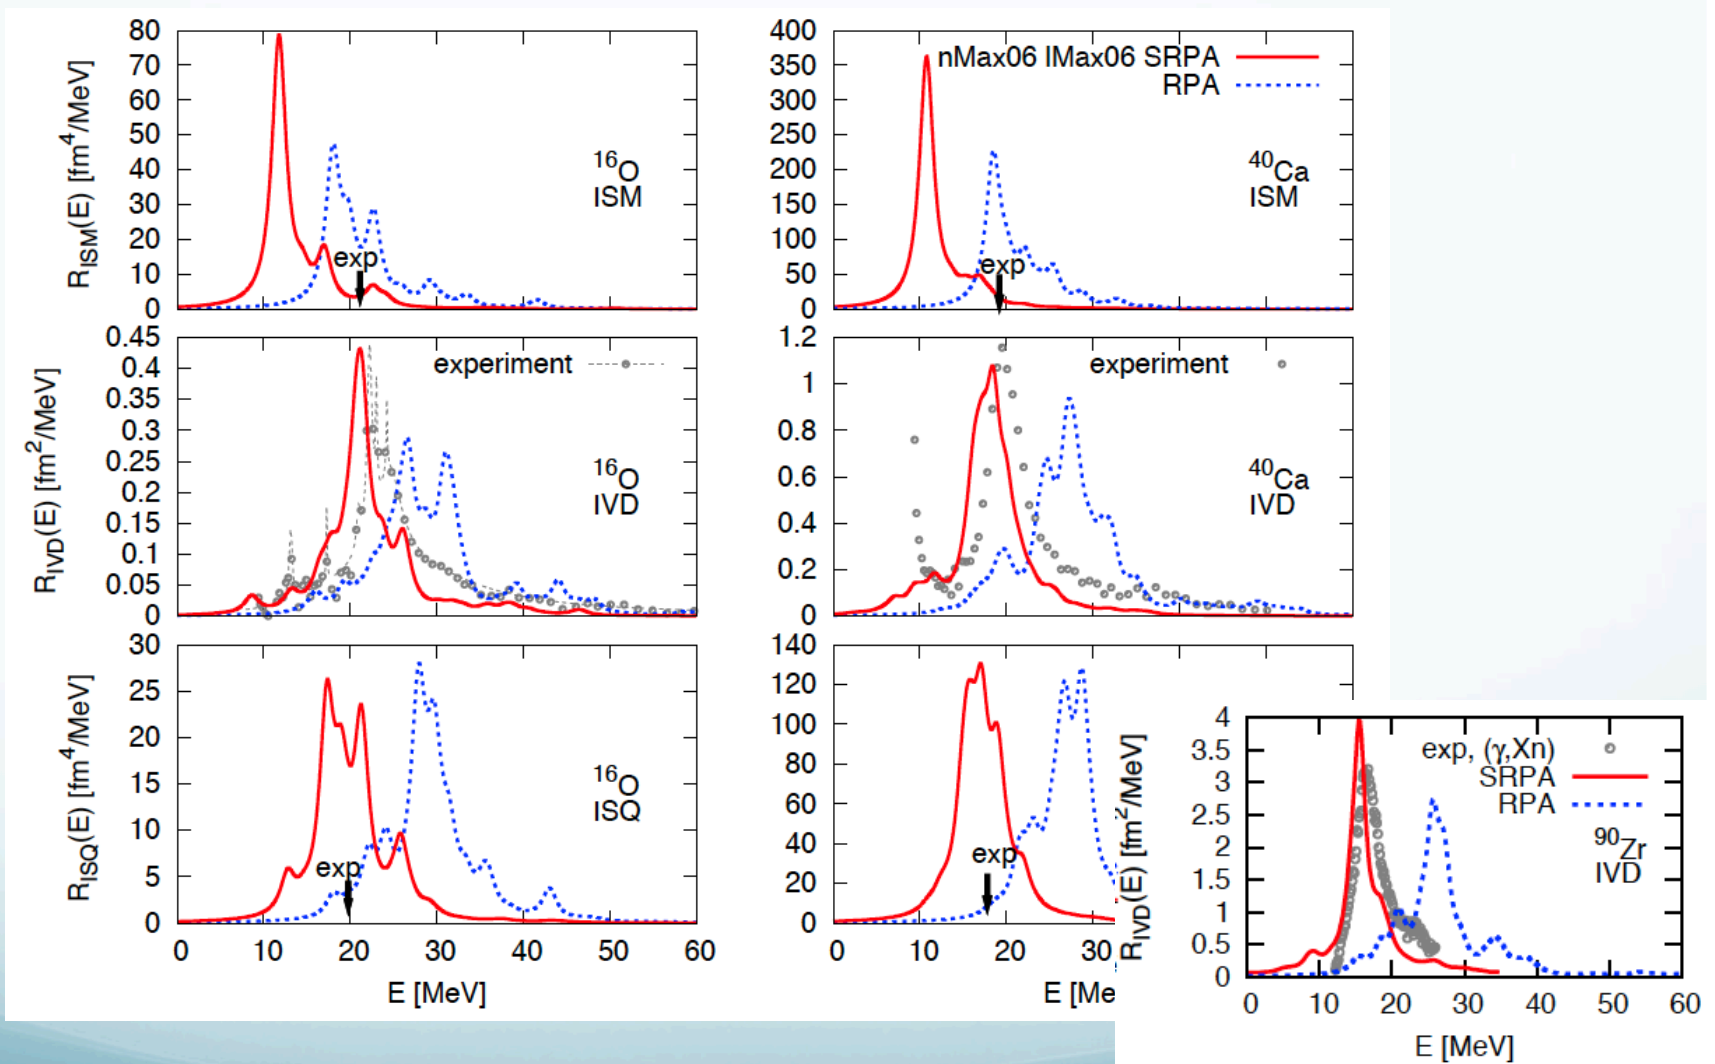 80
70
60
50
40
30
20
10
0
R_ISM(E) [fm^4/MeV]
^16O
ISM
exp
400
350
300
250
200
150
100
50
0
nMax06 lMax06 SRPA
RPA
^40Ca
ISM
exp
0.45
0.4
0.35
0.3
0.25
0.2
0.15
0.1
0.05
0
R_IVD(E) [fm^2/MeV]
experiment
^16O
IVD
1.2
1
0.8
0.6
0.4
0.2
0
experiment
^40Ca
IVD
30
25
20
15
10
5
0
R_ISQ(E) [fm^4/MeV]
^16O
ISQ
exp
0 10 20 30 40 50 60
E [MeV]
140
120
100
80
60
40
20
0
exp
0 10 20 30
E [Me
4
3.5
3
2.5
2
1.5
1
0.5
0
R_IVD(E) [fm^2/MeV]
exp, (γ,Xn)
SRPA
RPA
^90Zr
IVD
0 10 20 30 40 50 60
E [MeV]